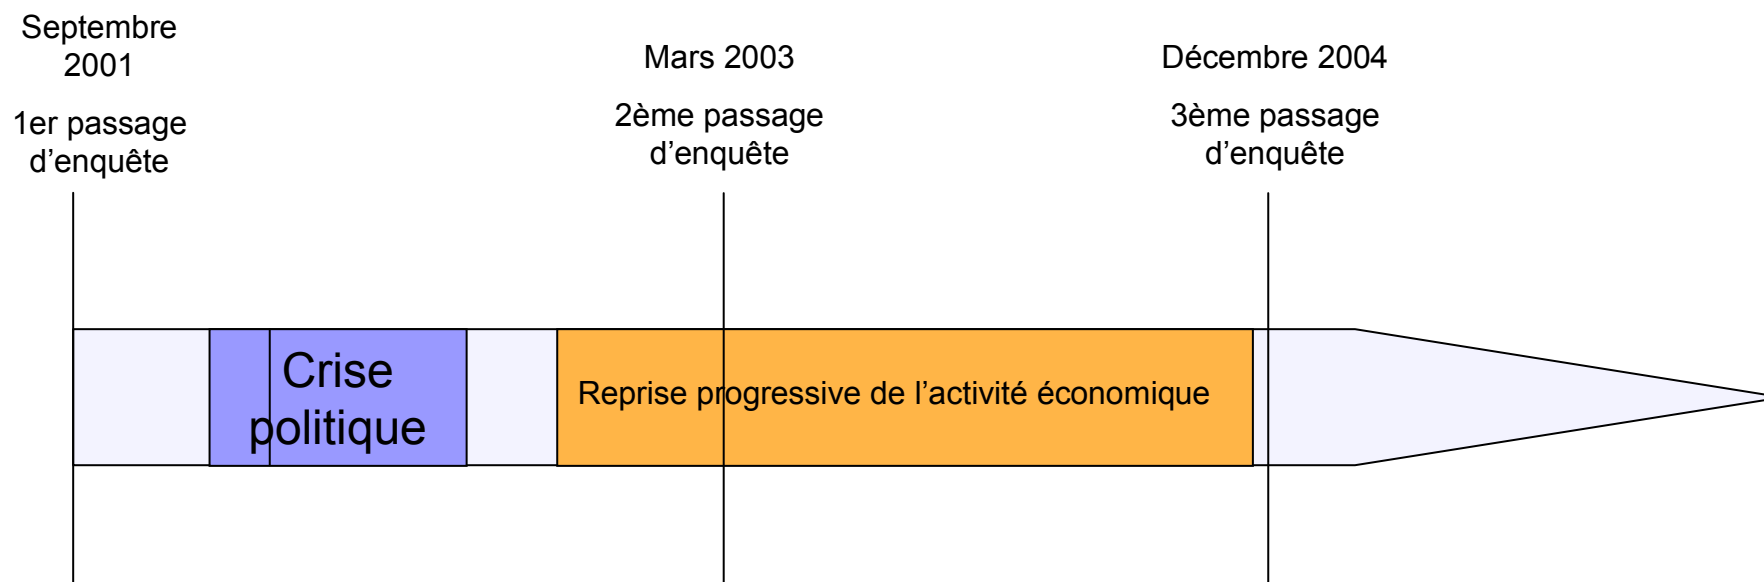 Septembre
2001
1er passage
d’enquête
Mars 2003
2ème passage
d’enquête
Décembre 2004
3ème passage
d’enquête
Crise
politique
Reprise progressive de l’activité économique